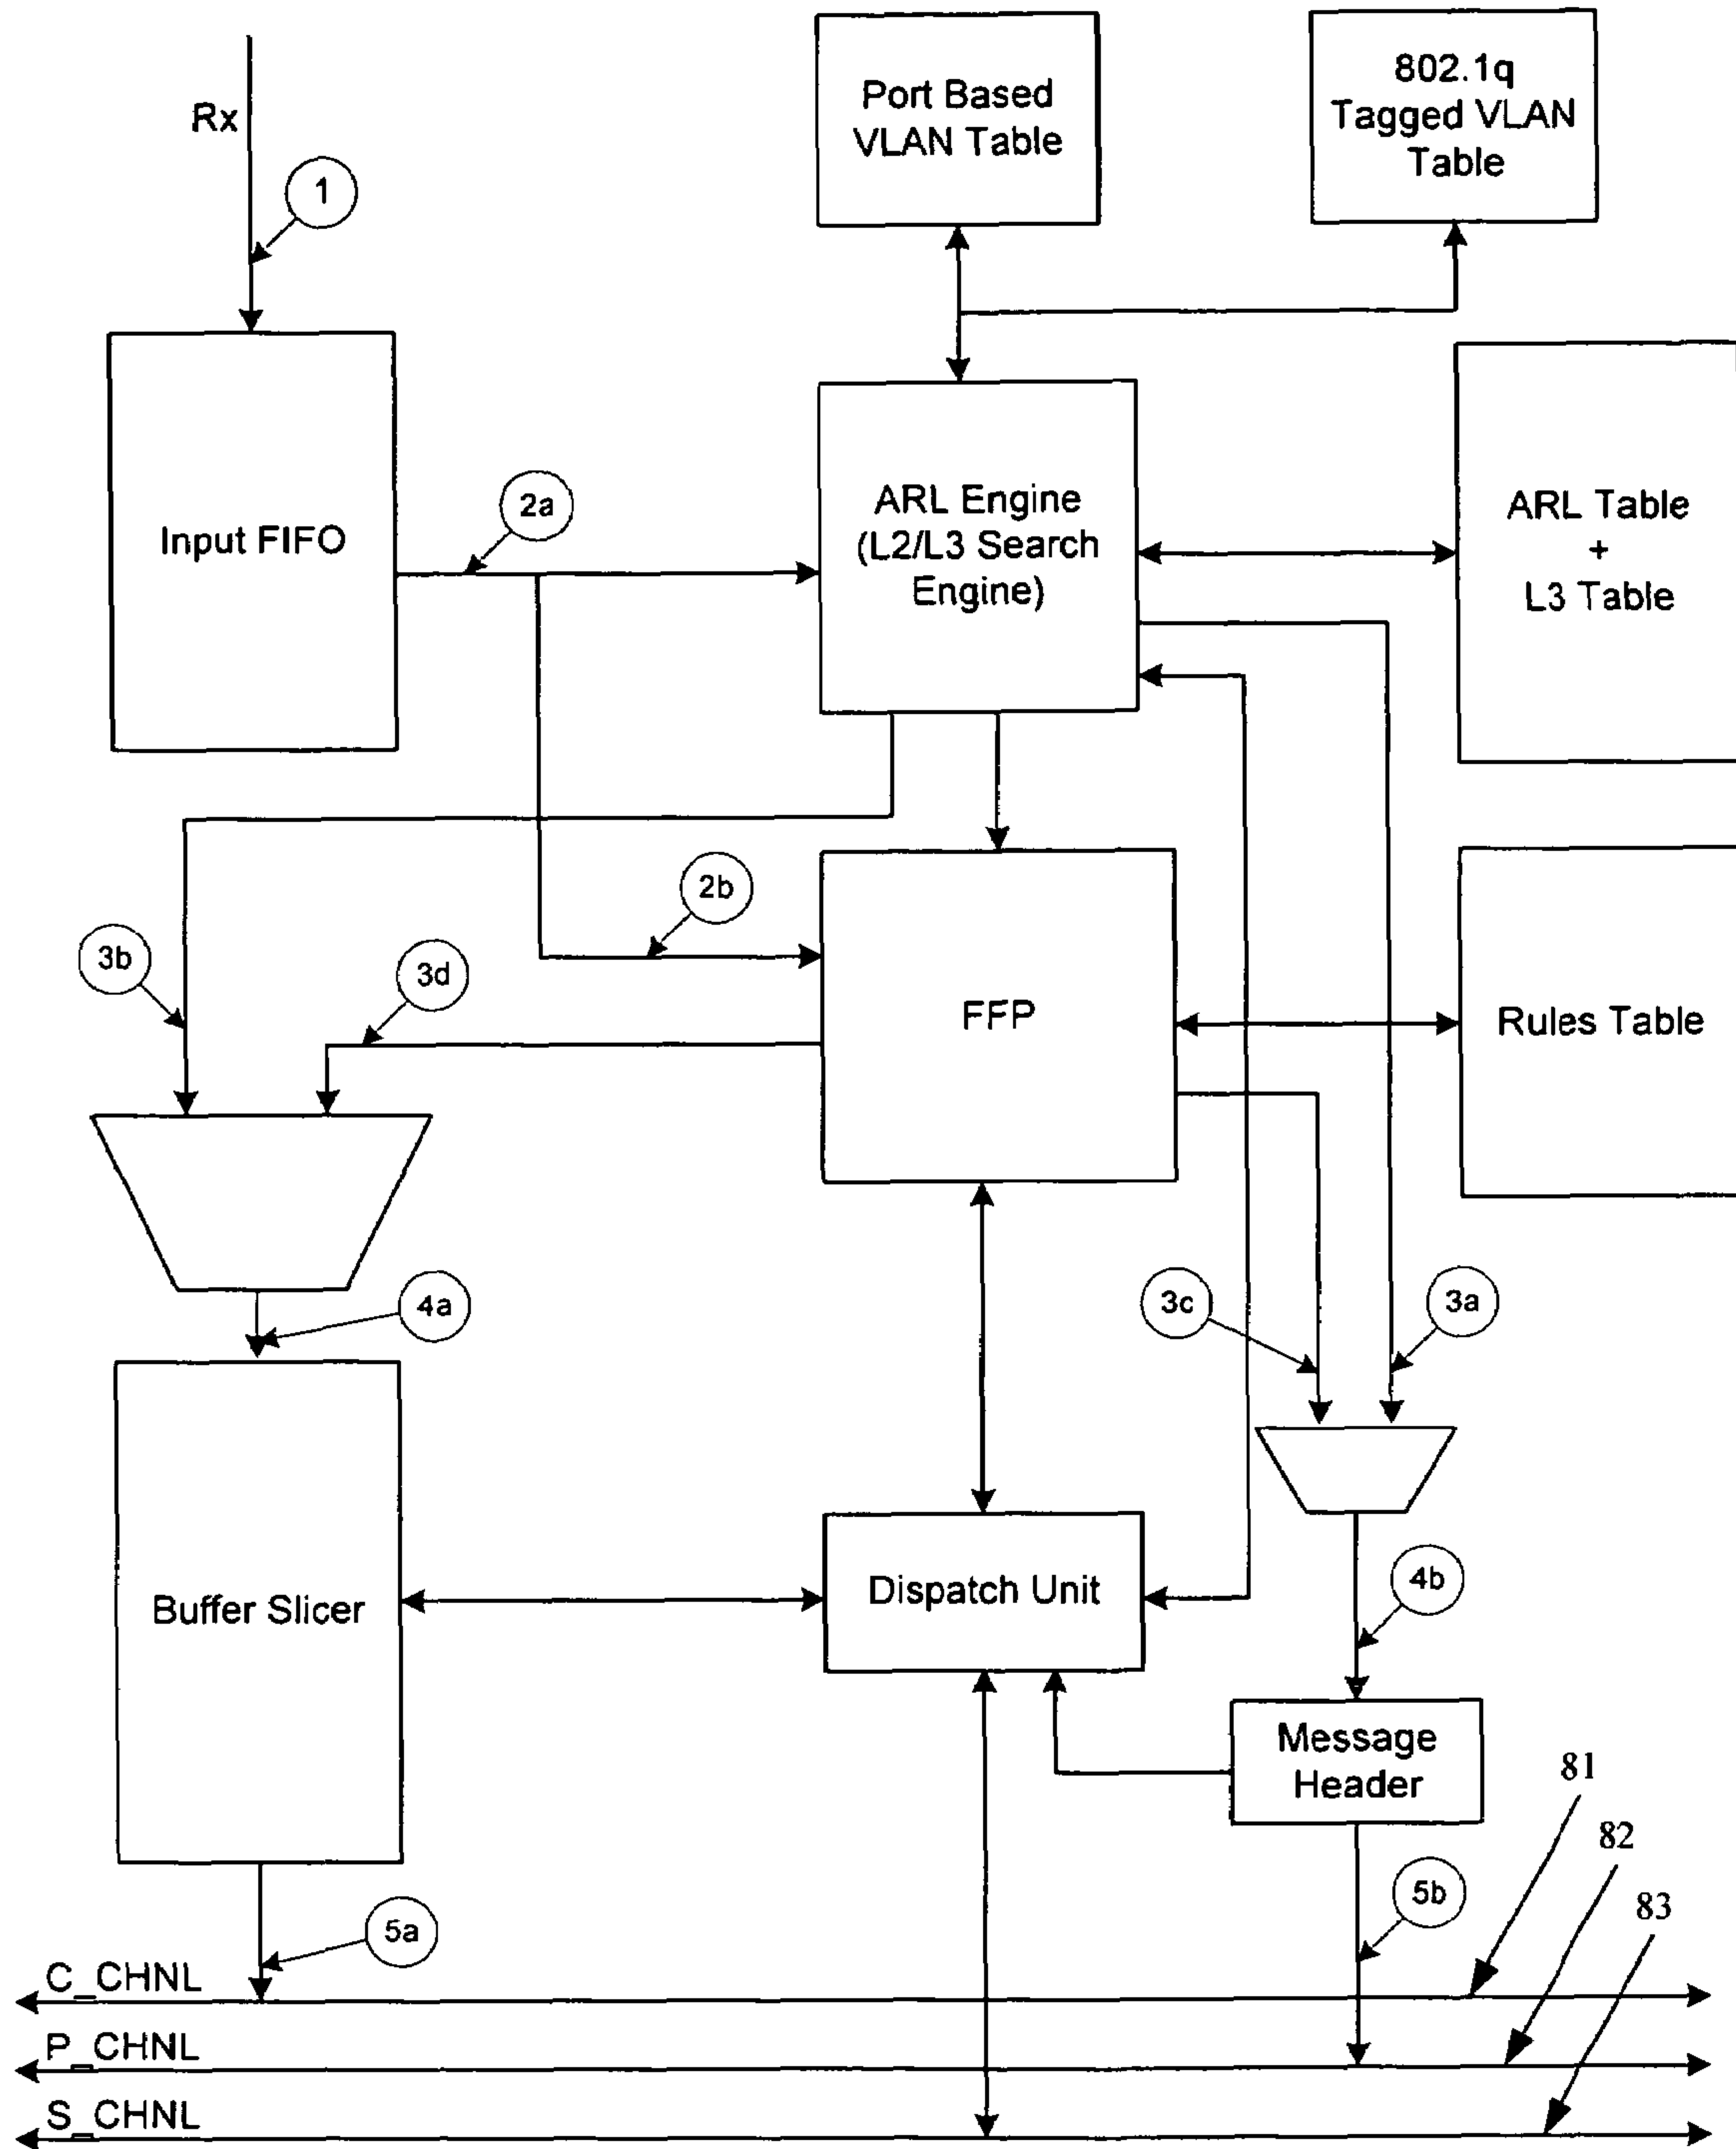 Rx
1
Port Based
VLAN Table
802.1q
Tagged VLAN
Table
Input FIFO
2a
ARL Engine
(L2/L3 Search
Engine)
ARL Table
+
L3 Table
2b
3b
3d
FFP
Rules Table
4a
3c
3a
Buffer Slicer
Dispatch Unit
4b
Message
Header
81
82
83
5a
5b
C_CHNL
P_CHNL
S_CHNL